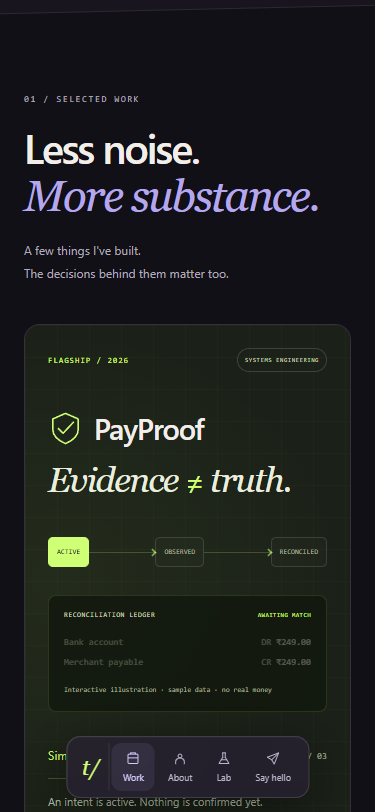 01 / SELECTED WORK
Less noise.
More substance.
A few things I've built.
The decisions behind them matter too.
FLAGSHIP / 2026
SYSTEMS ENGINEERING
PayProof
Evidence ≠ truth.
ACTIVE
OBSERVED
RECONCILED
RECONCILIATION LEDGER
AWAITING MATCH
Bank account
DR ₹249.00
Merchant payable
CR ₹249.00
Interactive illustration · sample data · no real money
/ 03
t/
Work
About
Lab
Say hello
An intent is active. Nothing is confirmed yet.